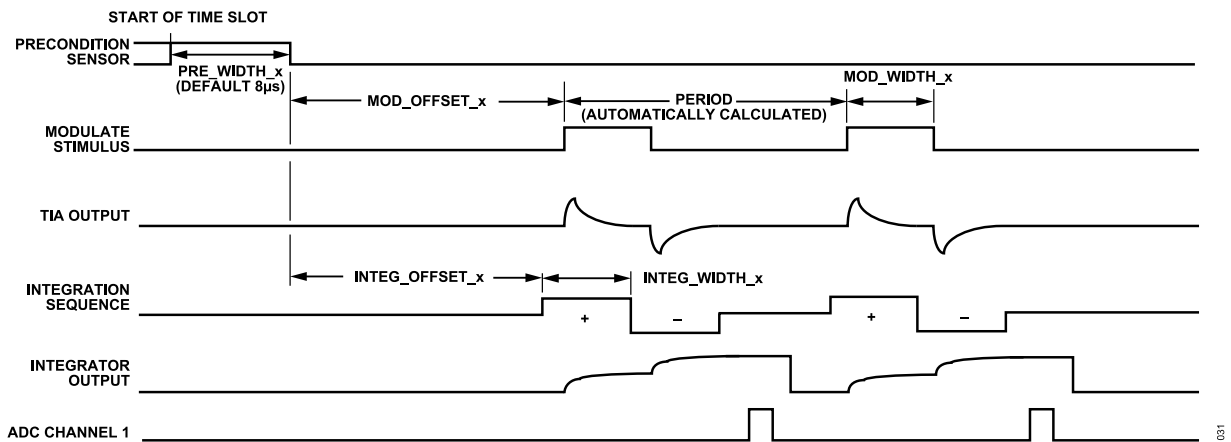 START OF TIME SLOT
PRECONDITION
SENSOR
PRE_WIDTH_x
(DEFAULT 8µs)
MOD_WIDTH_x
MOD_OFFSET_x
PERIOD
(AUTOMATICALLY CALCULATED)
MODULATE
STIMULUS
TIA OUTPUT
INTEG_OFFSET_x
INTEG_WIDTH_x
INTEGRATION
SEQUENCE
+ – + –
INTEGRATOR
OUTPUT
ADC CHANNEL 1
031